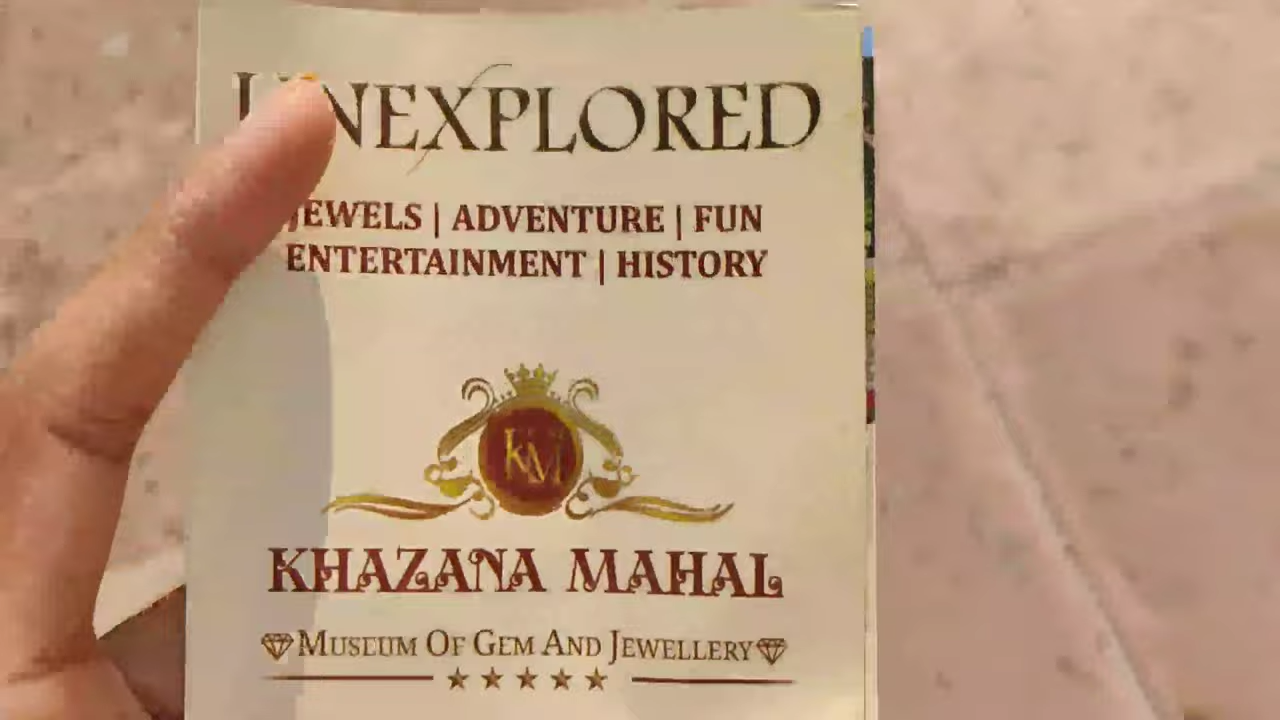 UNEXPLORED
JEWELS | ADVENTURE | FUN
ENTERTAINMENT | HISTORY
KM
KHAZANA MAHAL
MUSEUM OF GEM AND JEWELLERY